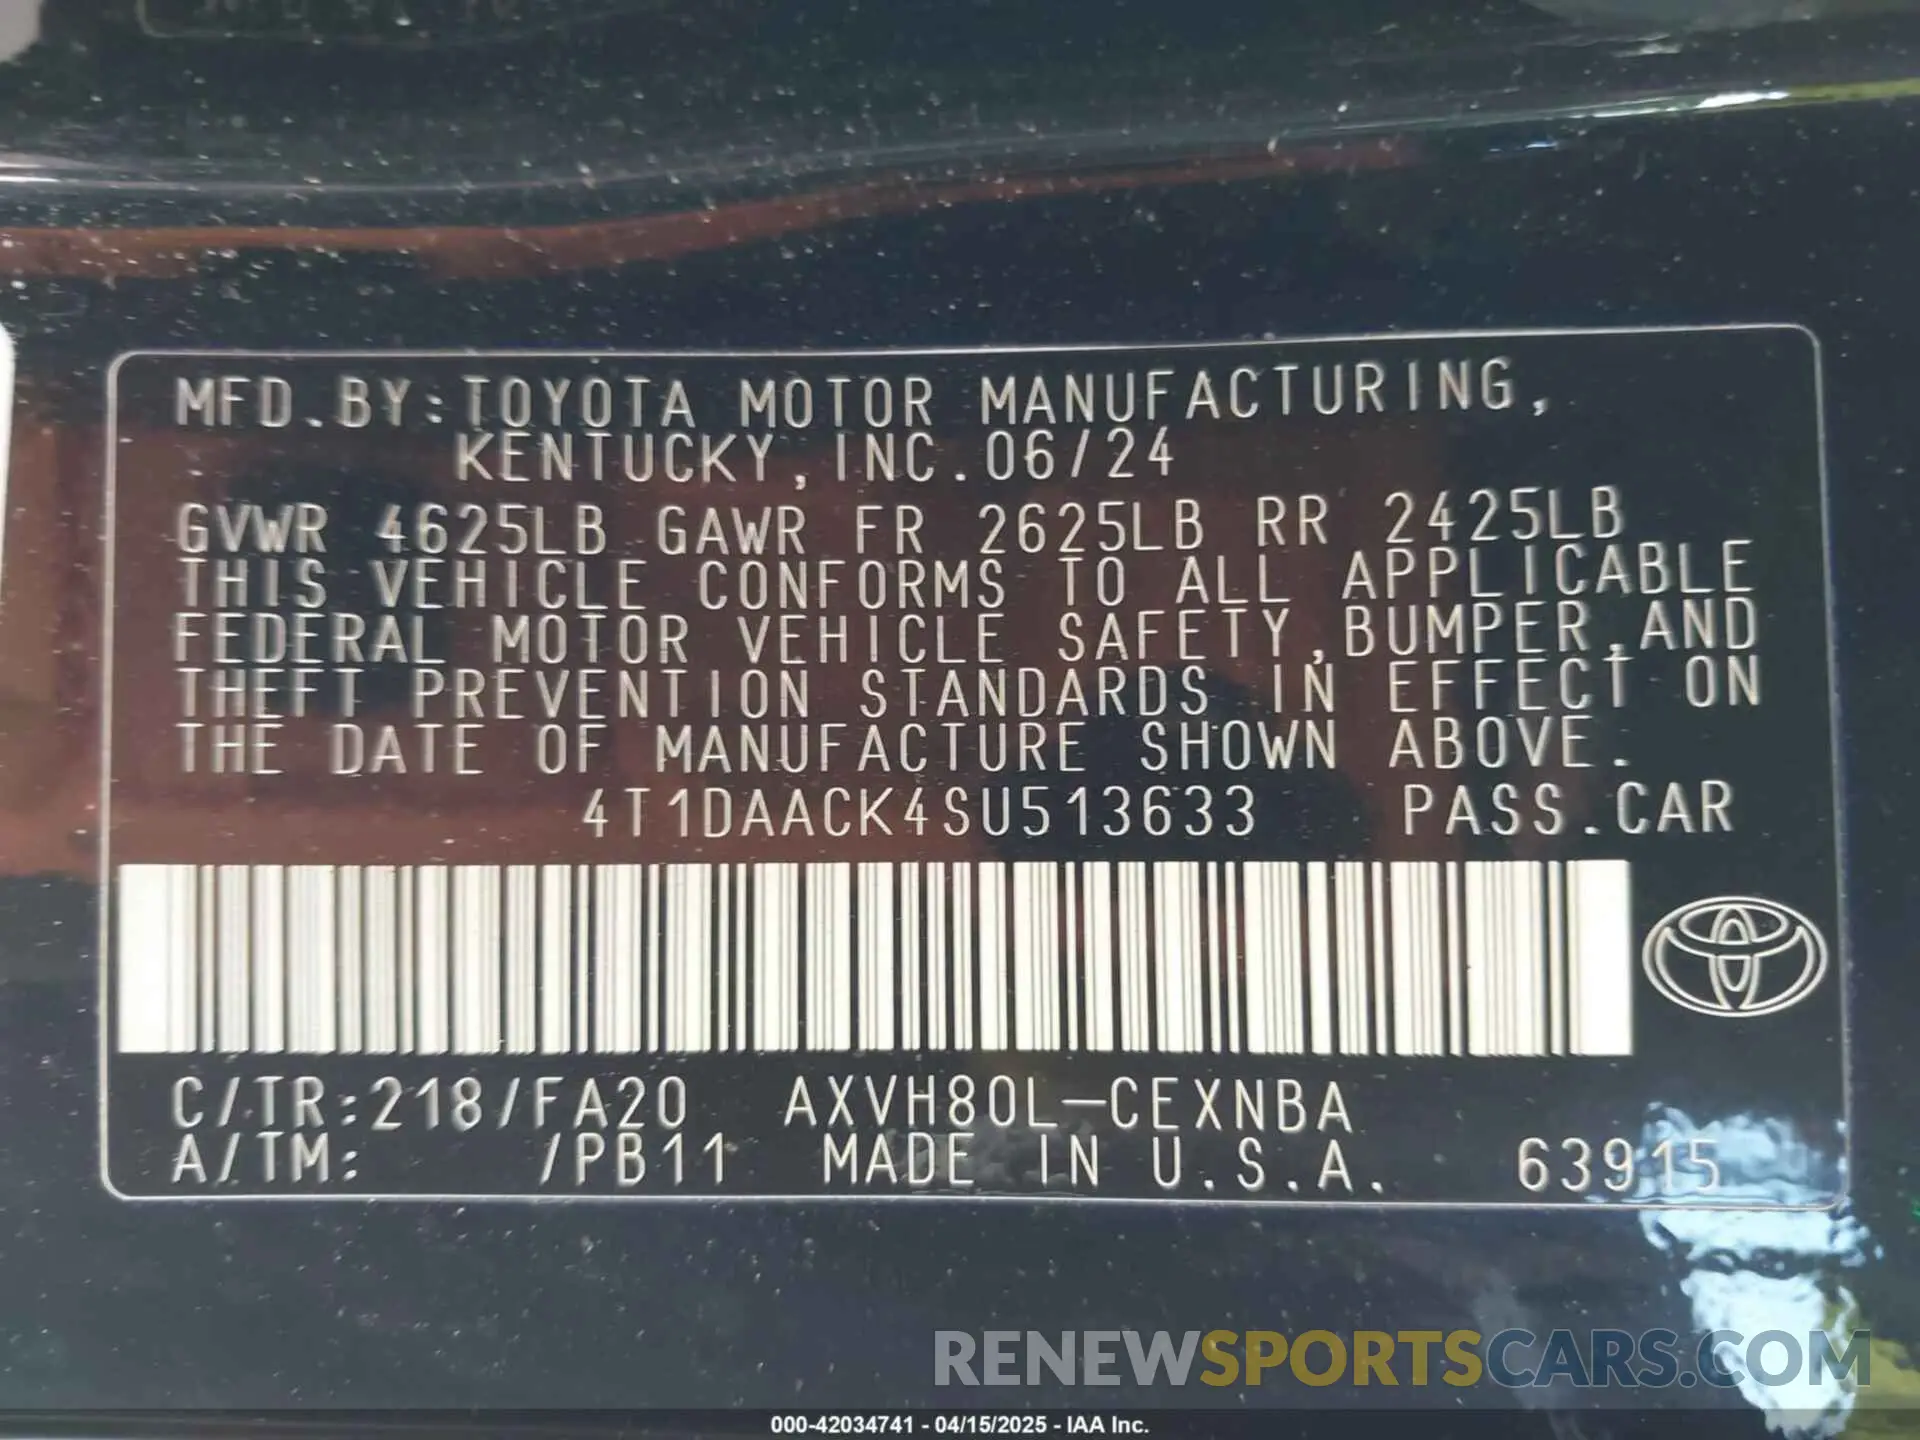 MFD.BY:TOYOTA MOTOR MANUFACTURING,
KENTUCKY,INC.06/24
GVWR 4625LB GAWR FR 2625LB RR 2425LB
THIS VEHICLE CONFORMS TO ALL APPLICABLE
FEDERAL MOTOR VEHICLE SAFETY,BUMPER,AND
THEFT PREVENTION STANDARDS IN EFFECT ON
THE DATE OF MANUFACTURE SHOWN ABOVE.
4T1DAACK4SU513633 PASS.CAR
C/TR:218/FA20 AXVH80L-CEXNBA
A/TM: /PB11 MADE IN U.S.A. 63915
RENEWSPORTSCARS.COM
000-42034741 - 04/15/2025 - IAA Inc.